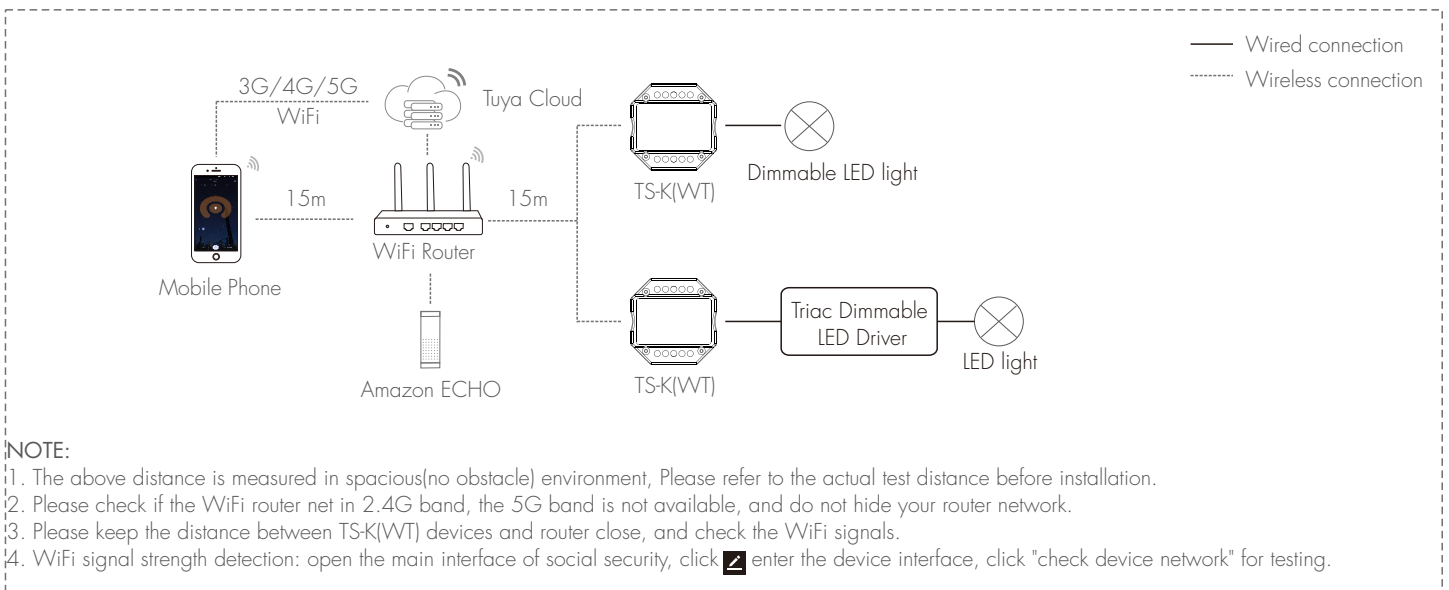 Wired connection
Wireless connection
3G/4G/5G
WiFi
Tuya Cloud
15m
15m
WiFi Router
Mobile Phone
Amazon ECHO
TS-K(WT)
Dimmable LED light
TS-K(WT)
Triac Dimmable
LED Driver
LED light
NOTE:
1. The above distance is measured in spacious(no obstacle) environment, Please refer to the actual test distance before installation.
2. Please check if the WiFi router net in 2.4G band, the 5G band is not available, and do not hide your router network.
3. Please keep the distance between TS-K(WT) devices and router close, and check the WiFi signals.
4. WiFi signal strength detection: open the main interface of social security, click enter the device interface, click "check device network" for testing.